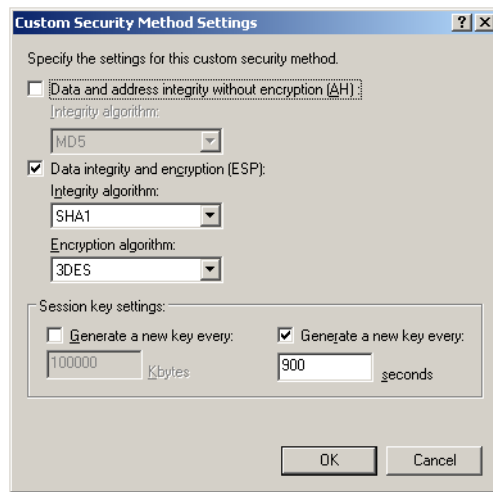 Custom Security Method Settings
Specify the settings for this custom security method.
Data and address integrity without encryption (AH) :
Integrity algorithm:
MD5
Data integrity and encryption (ESP):
Integrity algorithm:
SHA1
Encryption algorithm:
3DES
Session key settings:
Generate a new key every: Generate a new key every:
100000 Kbytes 900 seconds
OK Cancel